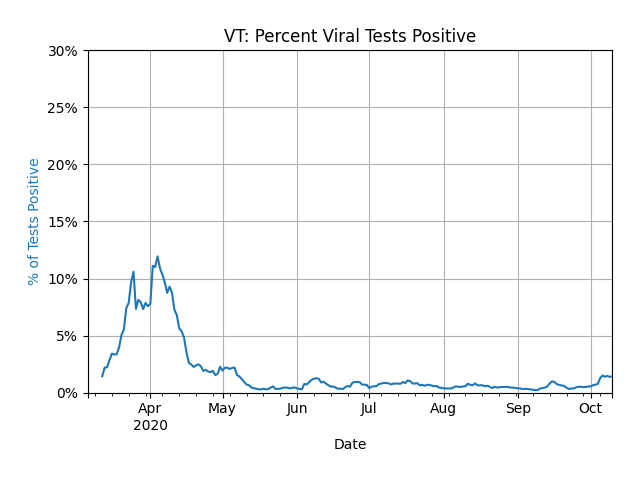 VT: Percent Viral Tests Positive
30%
25%
20%
15%
10%
5%
0%
% of Tests Positive
Apr May Jun Jul Aug Sep Oct
2020
Date